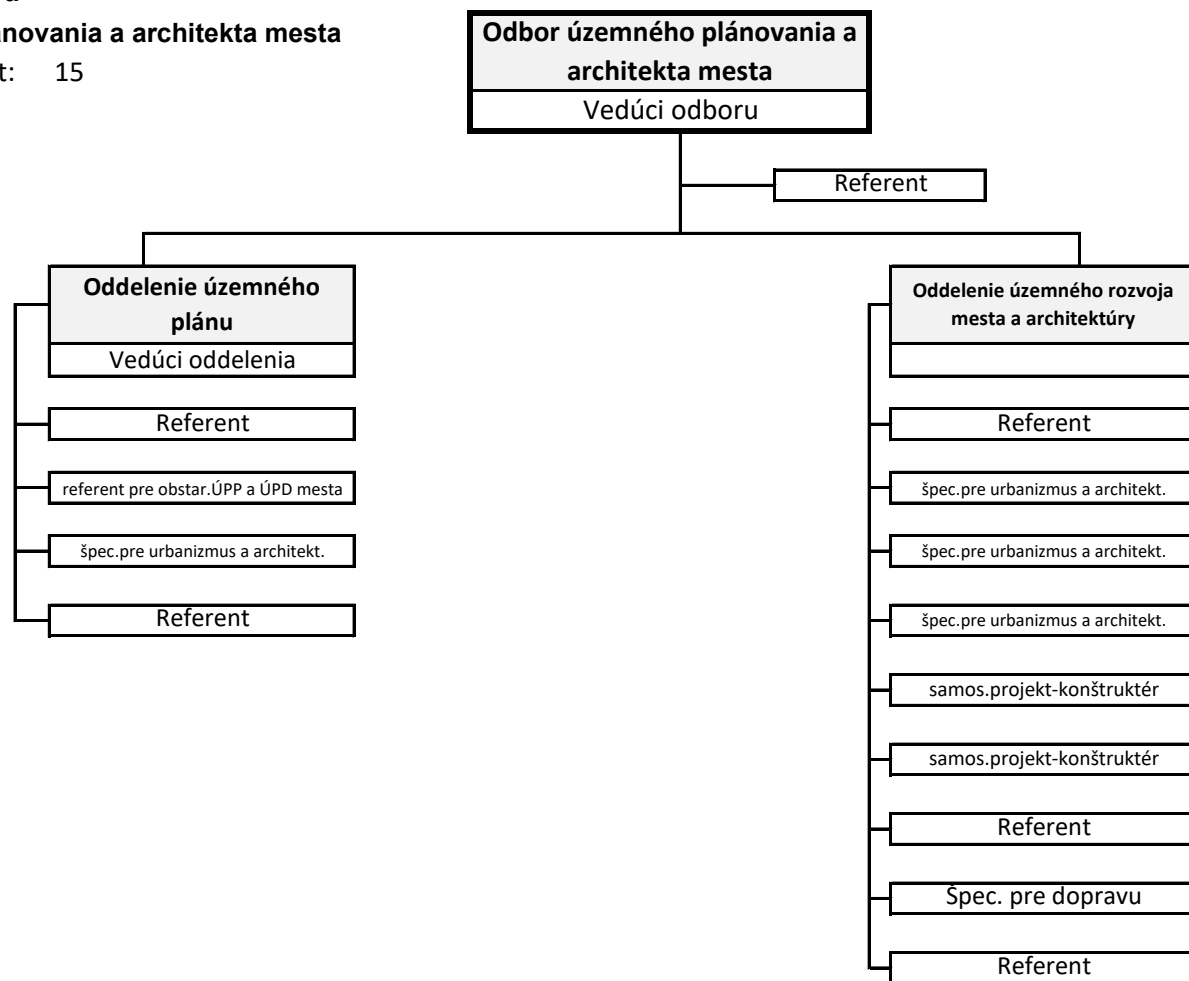 ánovania a architekta mesta
t: 15
Odbor územného plánovania a
architekta mesta
Vedúci odboru
Referent
Oddelenie územného
plánu
Vedúci oddelenia
Referent
referent pre obstar.ÚPP a ÚPD mesta
špec.pre urbanizmus a architekt.
Referent
Oddelenie územného rozvoja
mesta a architektúry
Referent
špec.pre urbanizmus a architekt.
špec.pre urbanizmus a architekt.
špec.pre urbanizmus a architekt.
samos.projekt-konštruktér
samos.projekt-konštruktér
Referent
Špec. pre dopravu
Referent